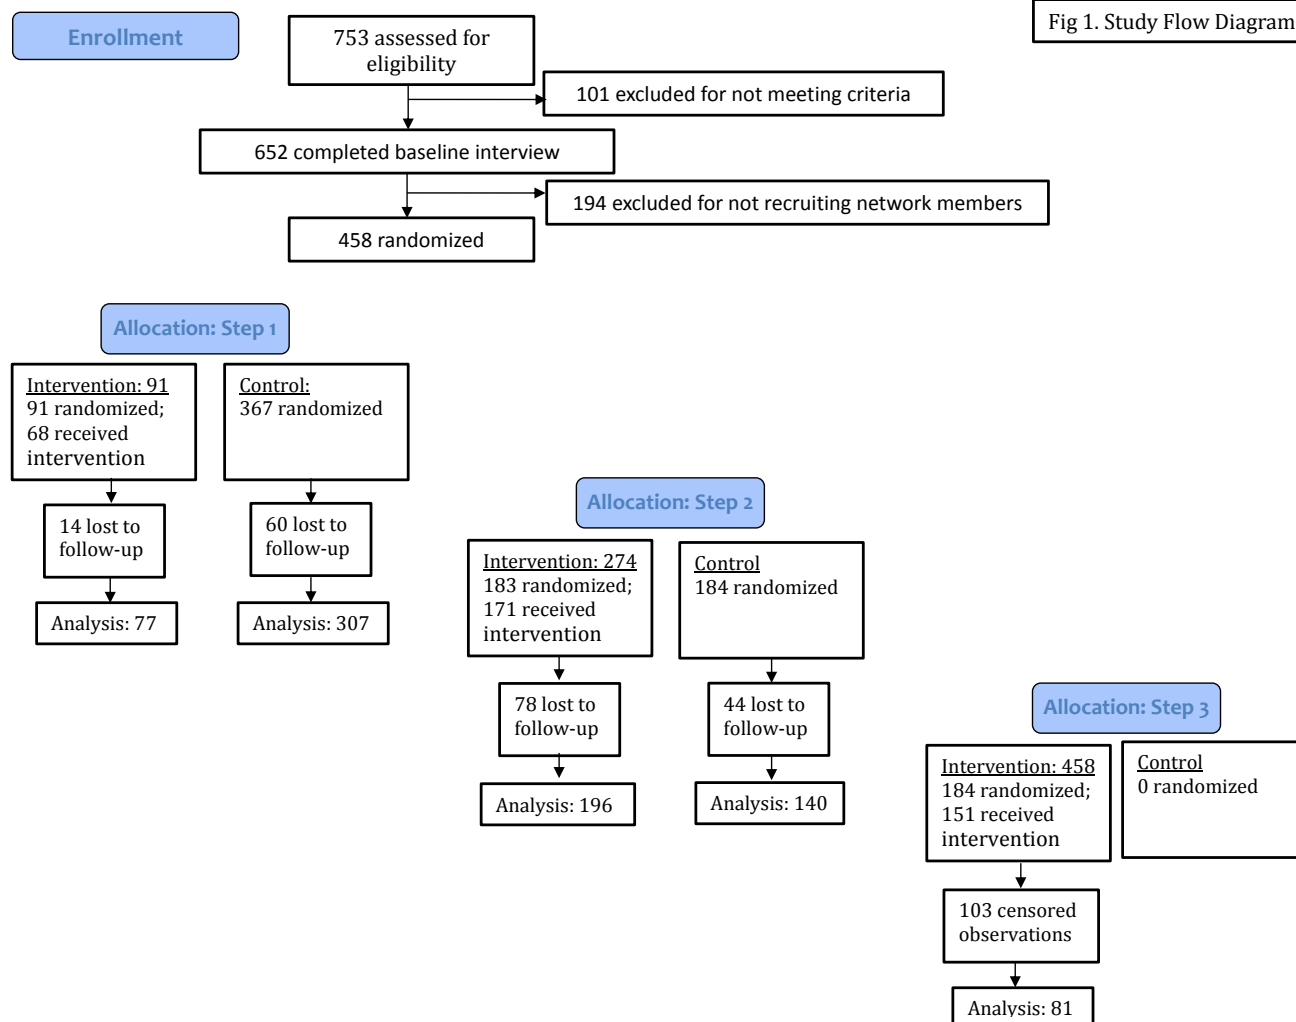 Fig 1. Study Flow Diagram
Enrollment
753 assessed for
eligibility
101 excluded for not meeting criteria
652 completed baseline interview
194 excluded for not recruiting network members
458 randomized
Allocation: Step 1
Intervention: 91
91 randomized;
68 received
intervention
Control:
367 randomized
14 lost to
follow-up
60 lost to
follow-up
Analysis: 77
Analysis: 307
Allocation: Step 2
Intervention: 274
183 randomized;
171 received
intervention
Control
184 randomized
78 lost to
follow-up
44 lost to
follow-up
Analysis: 196
Analysis: 140
Allocation: Step 3
Intervention: 458
184 randomized;
151 received
intervention
Control
0 randomized
103 censored
observations
Analysis: 81